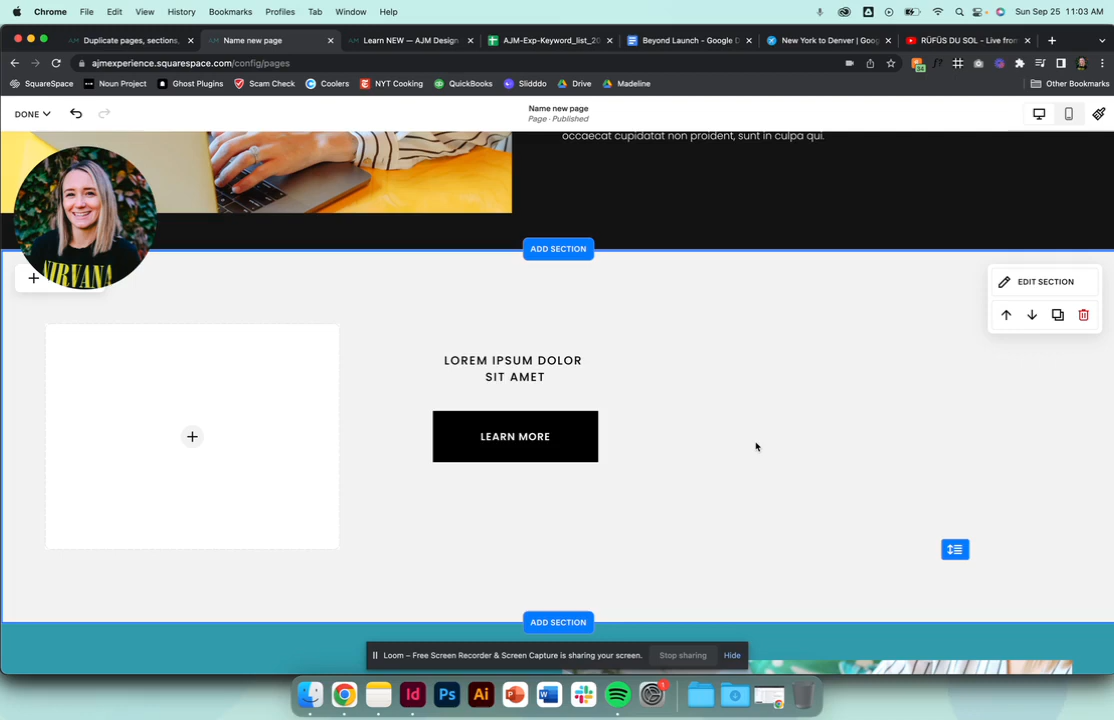 Chrome File Edit View History Bookmarks Profiles Tab Window Help
Sun Sep 25 11:03 AM
Duplicate pages, sections,
Name new page
Learn NEW — AJM Design
AJM-Exp-Keyword_list_20
Beyond Launch - Google D
New York to Denver | Goog
RÜFÜS DU SOL - Live from
ajmexperience.squarespace.com/config/pages
SquareSpace Noun Project Ghost Plugins Scam Check Coolers NYT Cooking QuickBooks Slidddo Drive Madeline Other Bookmarks
DONE
Name new page
Page · Published
occaecat cupidatat non proident, sunt in culpa qui.
NIRVANA
ADD SECTION
EDIT SECTION
LOREM IPSUM DOLOR
SIT AMET
LEARN MORE
ADD SECTION
Loom – Free Screen Recorder & Screen Capture is sharing your screen.
Stop sharing
Hide
Id
Ps
Ai
1